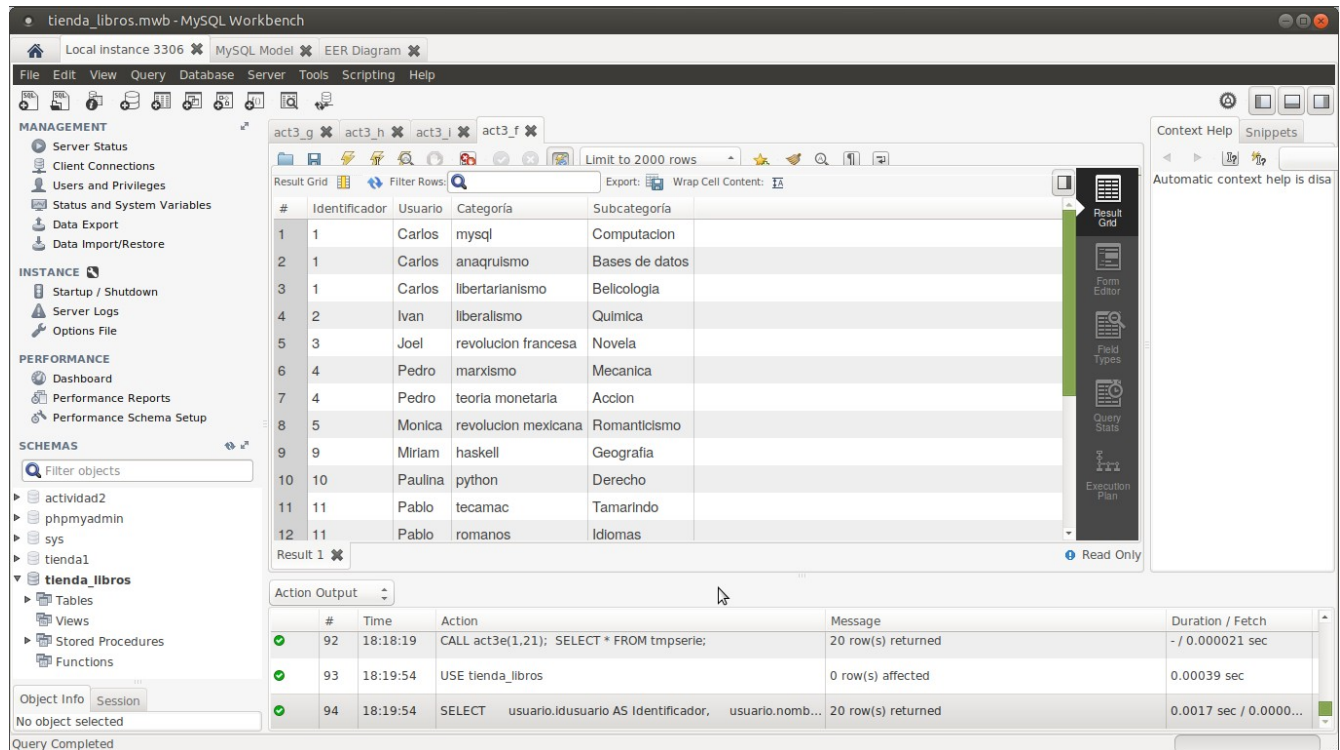 tienda_libros.mwb - MySQL Workbench
Local instance 3306 MySQL Model EER Diagram
File Edit View Query Database Server Tools Scripting Help
MANAGEMENT
Server Status
Client Connections
Users and Privileges
Status and System Variables
Data Export
Data Import/Restore
INSTANCE
Startup / Shutdown
Server Logs
Options File
PERFORMANCE
Dashboard
Performance Reports
Performance Schema Setup
SCHEMAS
Filter objects
actividad2
phpmyadmin
sys
tienda1
tienda_libros
Tables
Views
Stored Procedures
Functions
Object Info Session
No object selected
Query Completed
act3_g act3_h act3_i act3_f
Limit to 2000 rows
Result Grid Filter Rows: Export: Wrap Cell Content:
# Identificador Usuario Categoría Subcategoría
1 1 Carlos mysql Computacion
2 1 Carlos anaqruismo Bases de datos
3 1 Carlos libertarianismo Belicologia
4 2 Ivan liberalismo Quimica
5 3 Joel revolucion francesa Novela
6 4 Pedro marxismo Mecanica
7 4 Pedro teoria monetaria Accion
8 5 Monica revolucion mexicana Romanticismo
9 9 Miriam haskell Geografia
10 10 Paulina python Derecho
11 11 Pablo tecamac Tamarindo
12 11 Pablo romanos Idiomas
Result 1 Read Only
Result Grid
Form Editor
Field Types
Query Stats
Execution Plan
Context Help Snippets
Automatic context help is disa
Action Output
# Time Action Message Duration / Fetch
92 18:18:19 CALL act3e(1,21); SELECT * FROM tmpserie; 20 row(s) returned - / 0.000021 sec
93 18:19:54 USE tienda_libros 0 row(s) affected 0.00039 sec
94 18:19:54 SELECT usuario.idusuario AS Identificador, usuario.nomb... 20 row(s) returned 0.0017 sec / 0.0000...